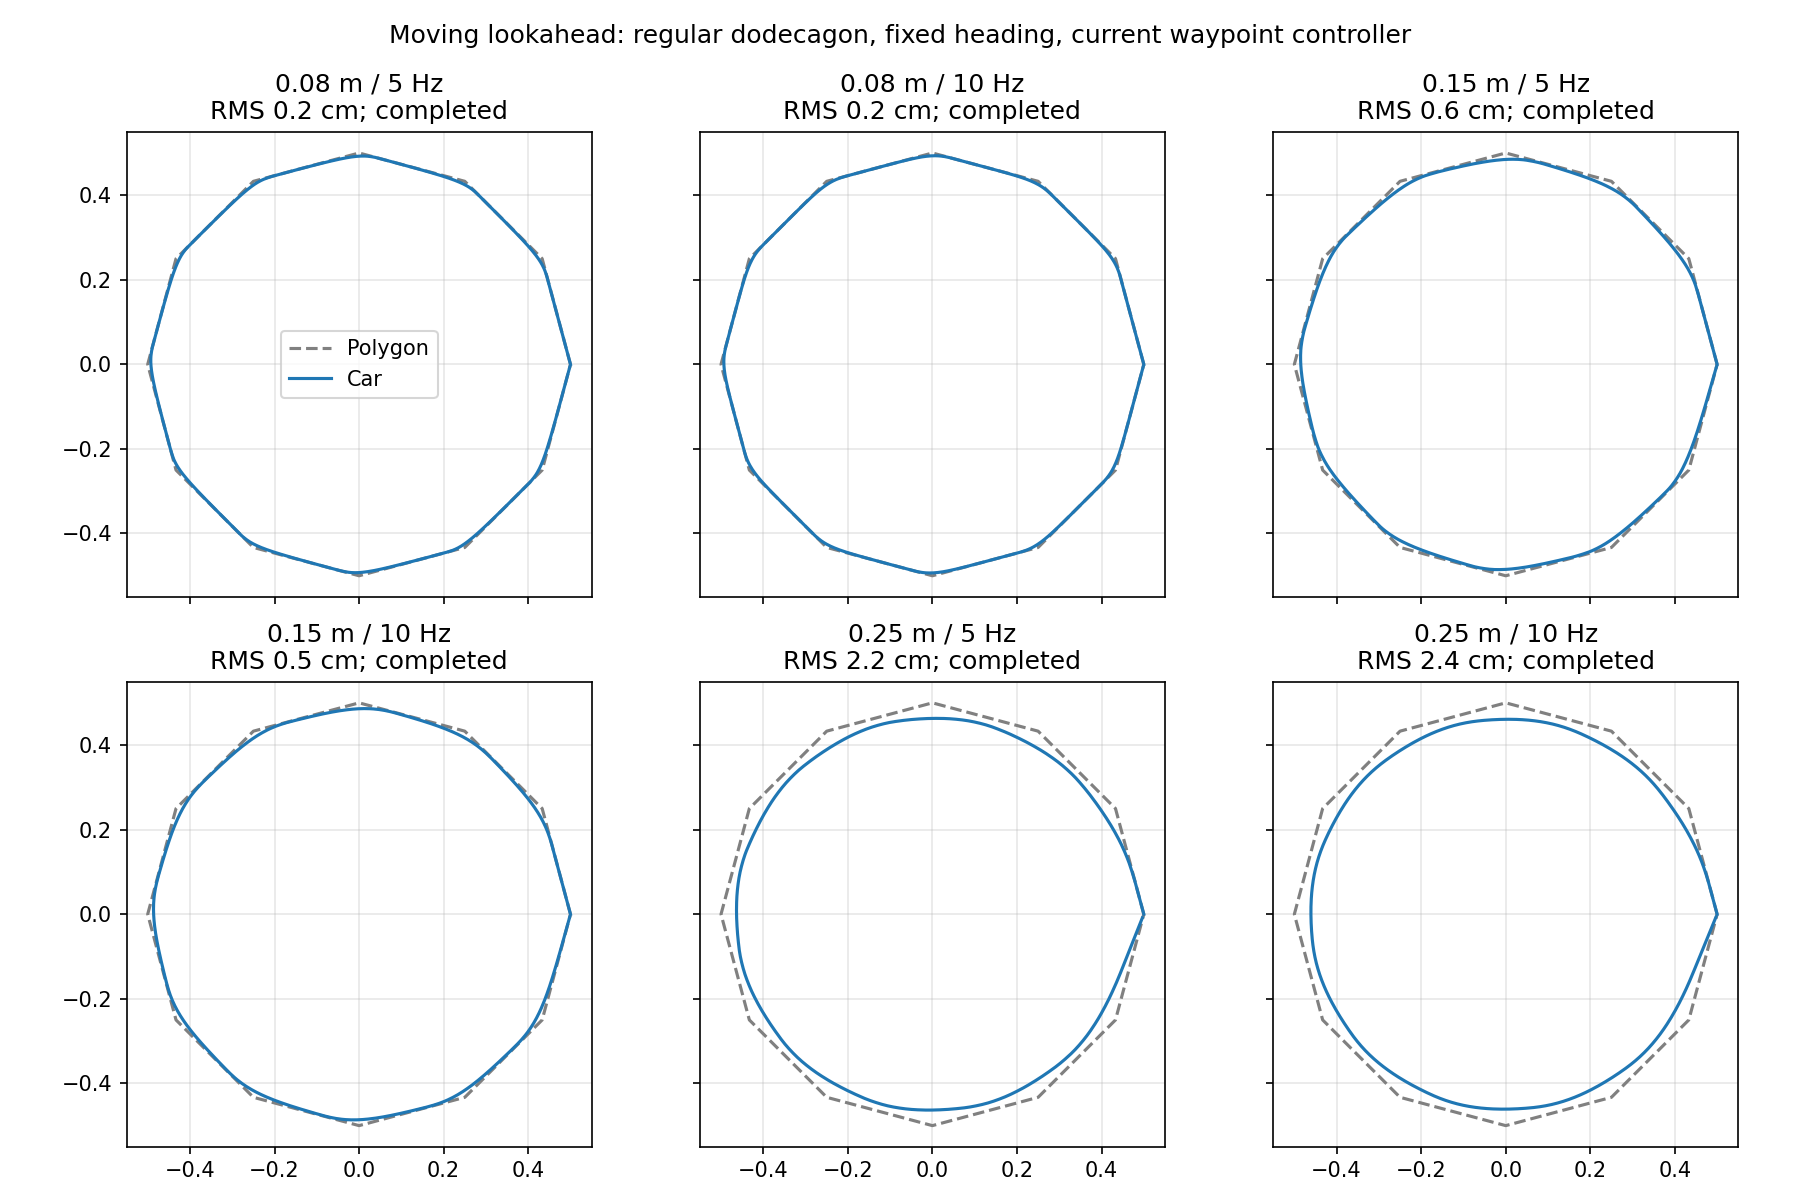 Moving lookahead: regular dodecagon, fixed heading, current waypoint controller
0.08 m / 5 Hz
RMS 0.2 cm; completed
0.08 m / 10 Hz
RMS 0.2 cm; completed
0.15 m / 5 Hz
RMS 0.6 cm; completed
0.4
0.2
0.0
−0.2
−0.4
Polygon
Car
0.15 m / 10 Hz
RMS 0.5 cm; completed
0.25 m / 5 Hz
RMS 2.2 cm; completed
0.25 m / 10 Hz
RMS 2.4 cm; completed
0.4
0.2
0.0
−0.2
−0.4
−0.4 −0.2 0.0 0.2 0.4
−0.4 −0.2 0.0 0.2 0.4
−0.4 −0.2 0.0 0.2 0.4